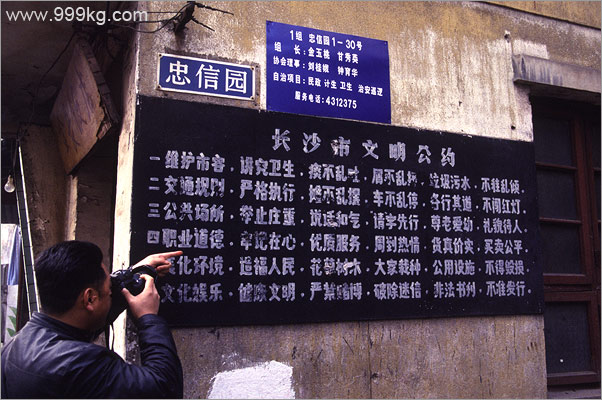 www.999kg.com
1组 忠信园1-30号
组 长:金玉桃 甘秀英
协会理事:刘桂娥 钟育华
自治项目:民政 计生 卫生 治安巡逻
服务电话:4312375
忠信园
长沙市文明公约
一维护市容．讲究卫生．痰不乱吐．屑不乱扔．垃圾污水．不准乱倾．
二交通规则．严格执行．摊不乱摆．车不乱停．各行其道．不闯红灯．
三公共场所．举止庄重．说话和气．请字先行．尊老爱幼．礼貌待人．
四职业道德．牢记在心．优质服务．周到热情．货真价实．买卖公平．
化环境．造福人民．花草树木．大家栽种．公用设施．不得毁损．
文化娱乐．健康文明．严禁赌博．破除迷信．非法书刊．不准发行．